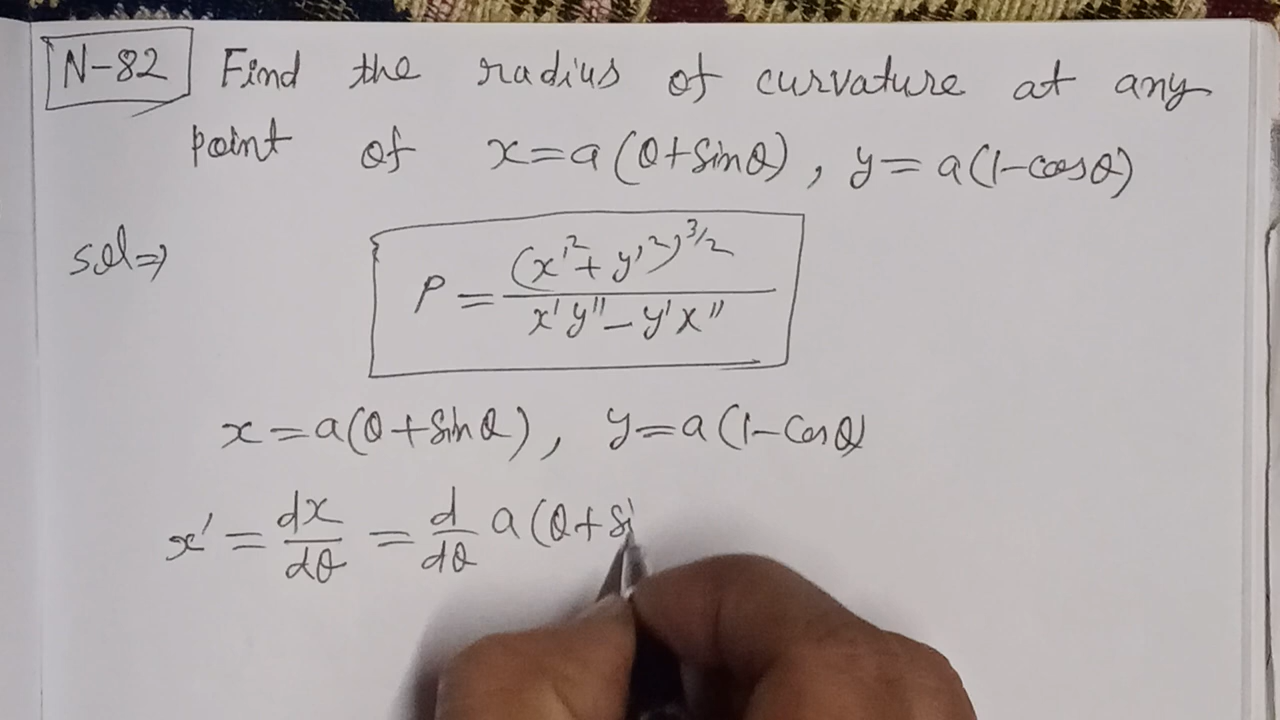 N-82 Find the radius of curvature at any
point of x=a(θ+sinθ), y=a(1-cosθ)
sol⇒
ρ = (x'²+y'²)^3/2 / x'y''-y'x''
x=a(θ+sinθ), y=a(1-cosθ)
x' = dx/dθ = d/dθ a(θ+si